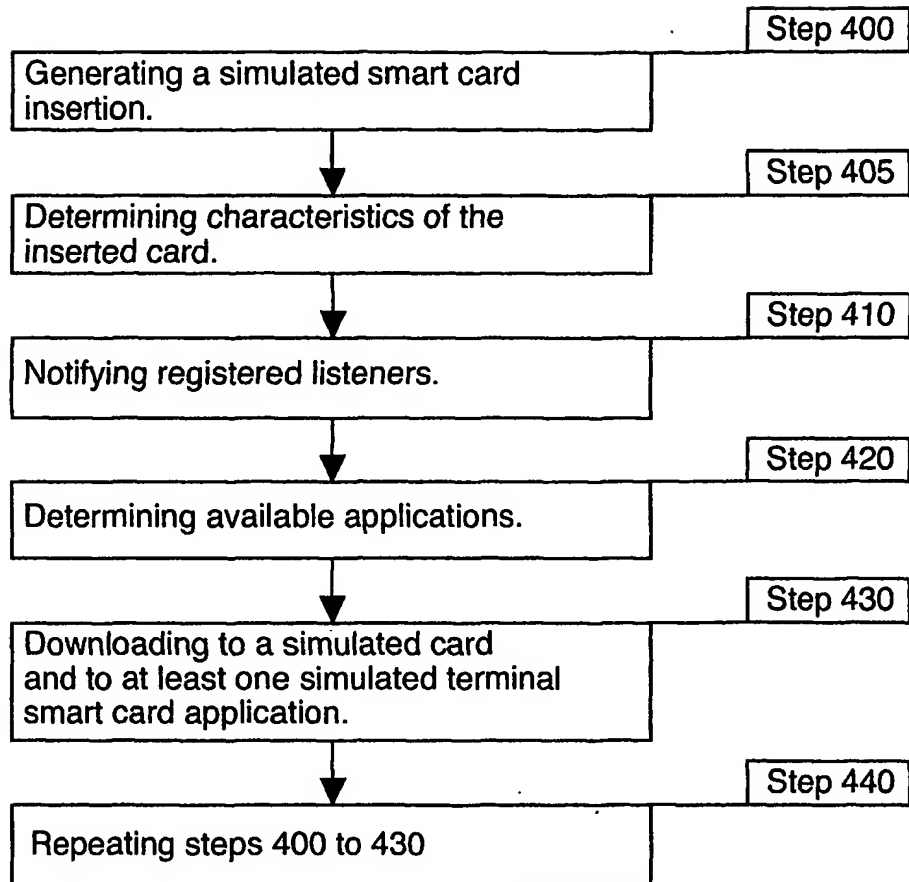 Step 400
Generating a simulated smart card
insertion.
Step 405
Determining characteristics of the
inserted card.
Step 410
Notifying registered listeners.
Step 420
Determining available applications.
Step 430
Downloading to a simulated card
and to at least one simulated terminal
smart card application.
Step 440
Repeating steps 400 to 430